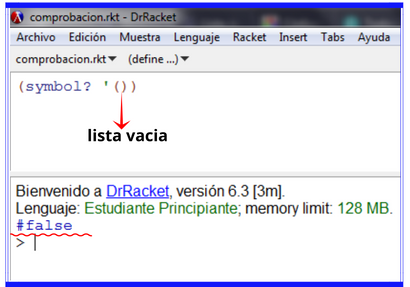 comprobacion.rkt - DrRacket
Archivo Edición Muestra Lenguaje Racket Insert Tabs Ayuda
comprobacion.rkt▾ (define ...)▾
(symbol? '())
lista vacia
Bienvenido a DrRacket, versión 6.3 [3m].
Lenguaje: Estudiante Principiante; memory limit: 128 MB.
#false
>